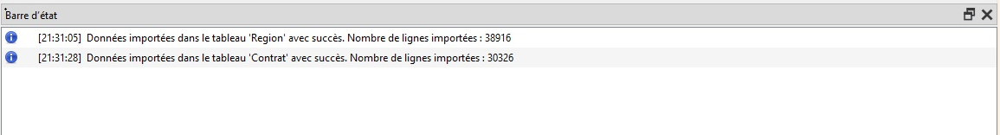 Barre d'état
[21:31:05] Données importées dans le tableau 'Region' avec succès. Nombre de lignes importées : 38916
[21:31:28] Données importées dans le tableau 'Contrat' avec succès. Nombre de lignes importées : 30326